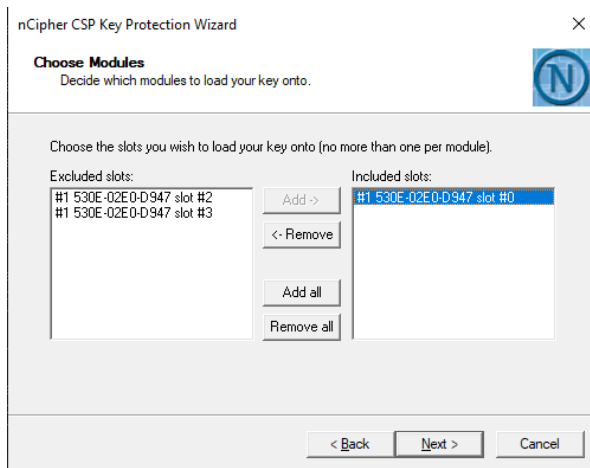 nCipher CSP Key Protection Wizard
Choose Modules
Decide which modules to load your key onto.
N
Choose the slots you wish to load your key onto (no more than one per module).
Excluded slots:
Included slots:
#1 530E-02E0-D947 slot #2
#1 530E-02E0-D947 slot #3
Add ->
<- Remove
Add all
Remove all
#1 530E-02E0-D947 slot #0
< Back
Next >
Cancel